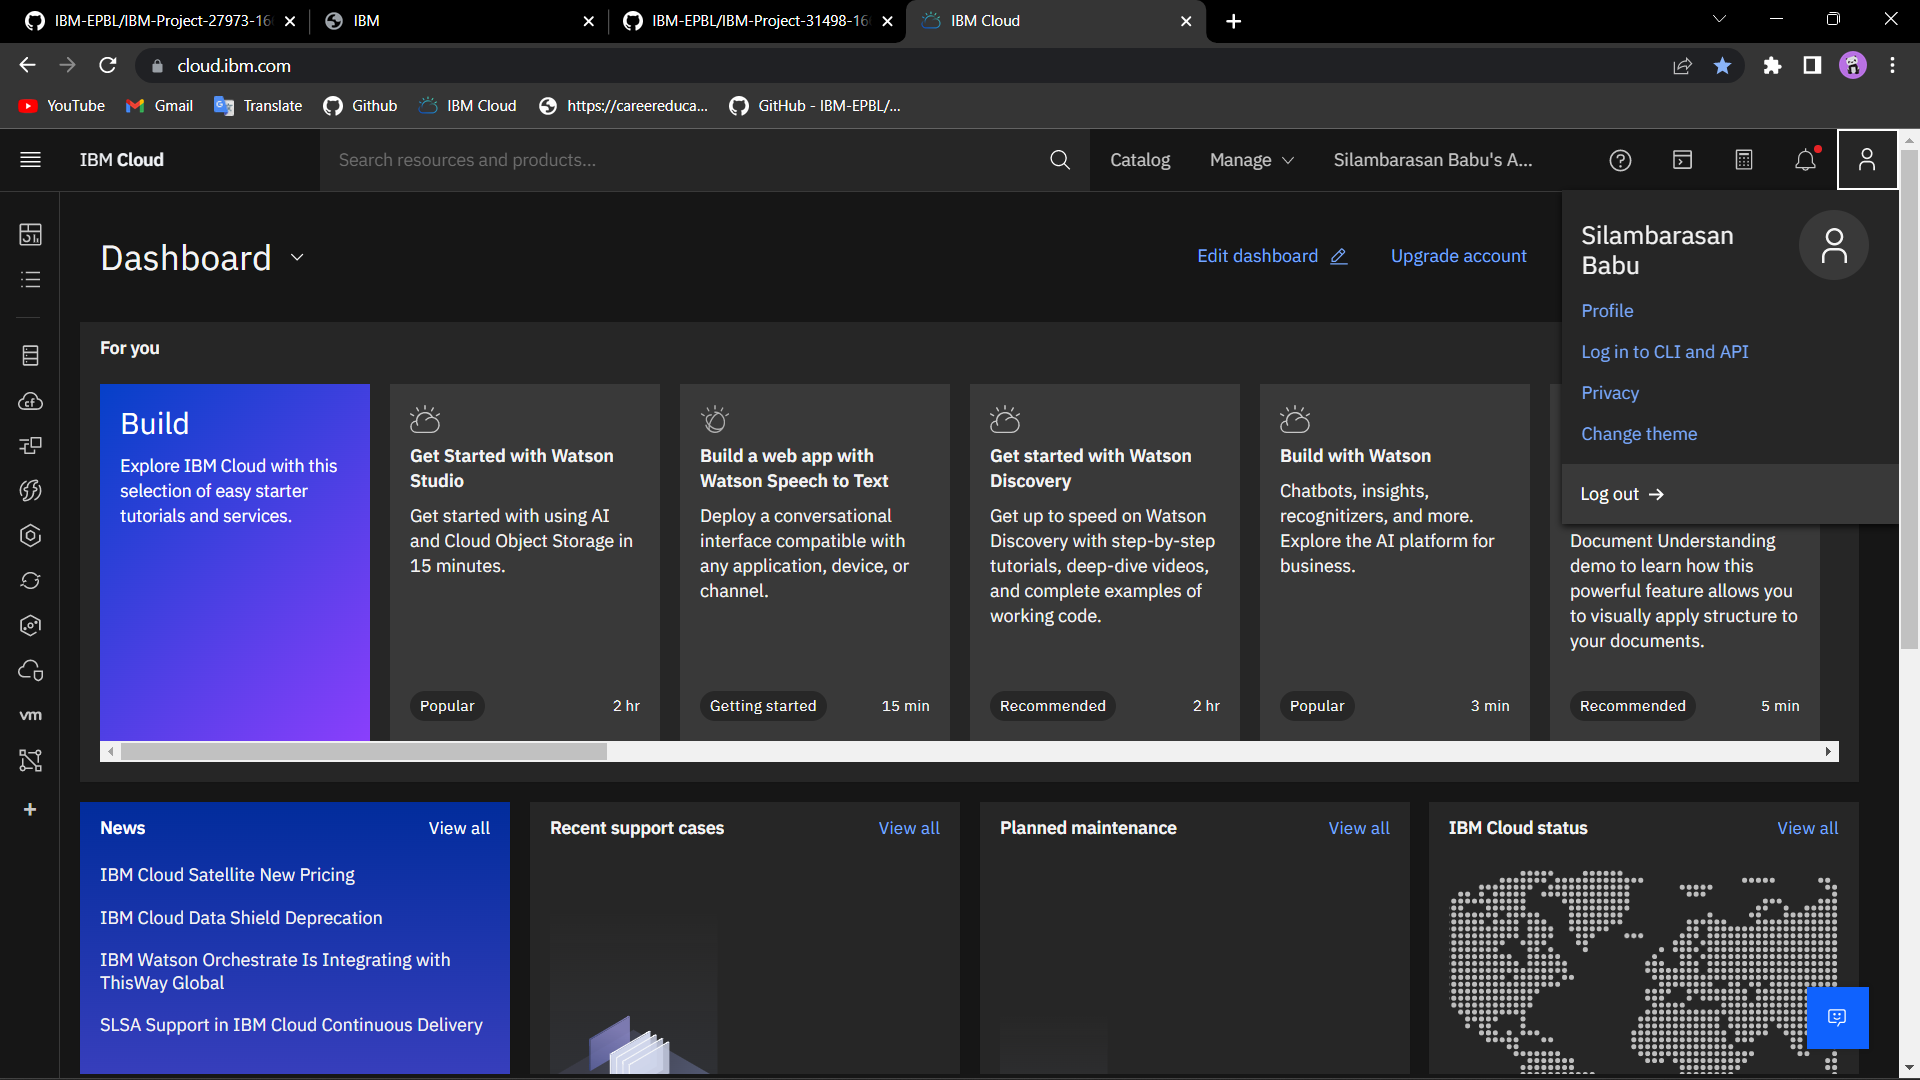 IBM-EPBL/IBM-Project-27973-16
IBM
IBM-EPBL/IBM-Project-31498-16
IBM Cloud
cloud.ibm.com
YouTube
Gmail
Translate
Github
IBM Cloud
https://careereduca...
GitHub - IBM-EPBL/...
IBM Cloud
Search resources and products...
Catalog
Manage
Silambarasan Babu's A...
Dashboard
Edit dashboard
Upgrade account
Silambarasan
Babu
Profile
Log in to CLI and API
Privacy
Change theme
Log out
For you
Build
Explore IBM Cloud with this
selection of easy starter
tutorials and services.
Get Started with Watson
Studio
Get started with using AI
and Cloud Object Storage in
15 minutes.
Popular
2 hr
Build a web app with
Watson Speech to Text
Deploy a conversational
interface compatible with
any application, device, or
channel.
Getting started
15 min
Get started with Watson
Discovery
Get up to speed on Watson
Discovery with step-by-step
tutorials, deep-dive videos,
and complete examples of
working code.
Recommended
2 hr
Build with Watson
Chatbots, insights,
recognitizers, and more.
Explore the AI platform for
business.
Popular
3 min
Document Understanding
demo to learn how this
powerful feature allows you
to visually apply structure to
your documents.
Recommended
5 min
vm
News
View all
IBM Cloud Satellite New Pricing
IBM Cloud Data Shield Deprecation
IBM Watson Orchestrate Is Integrating with
ThisWay Global
SLSA Support in IBM Cloud Continuous Delivery
Recent support cases
View all
Planned maintenance
View all
IBM Cloud status
View all